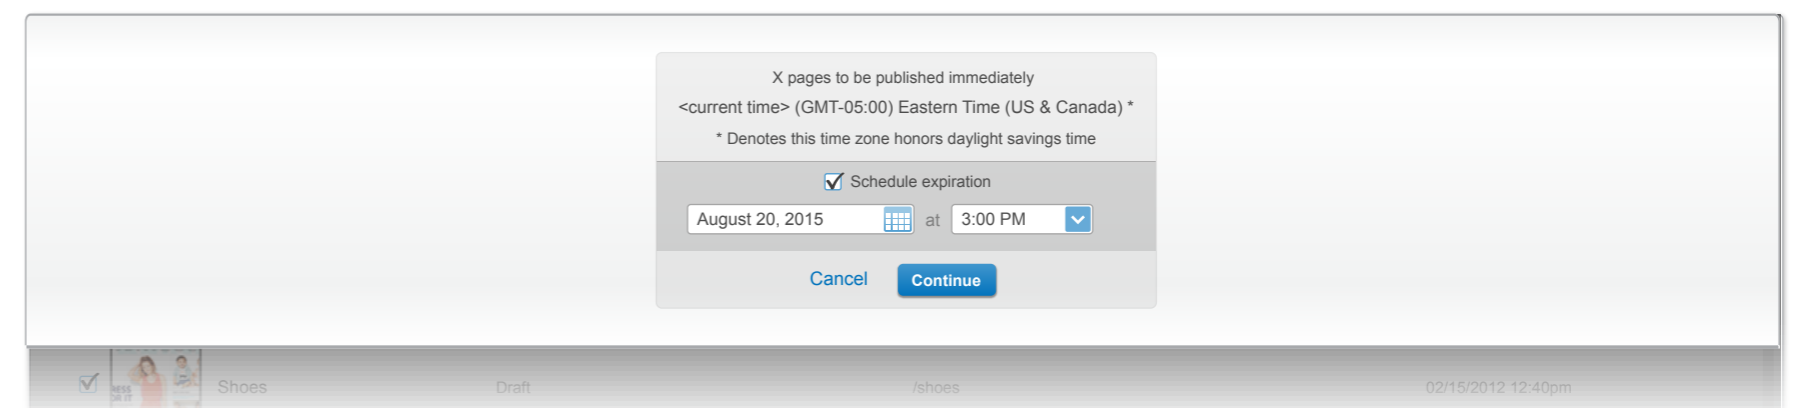 X pages to be published immediately
<current time> (GMT-05:00) Eastern Time (US & Canada) *
* Denotes this time zone honors daylight savings time
Schedule expiration
August 20, 2015 at 3:00 PM
Cancel Continue
Shoes Draft /shoes 02/15/2012 12:40pm